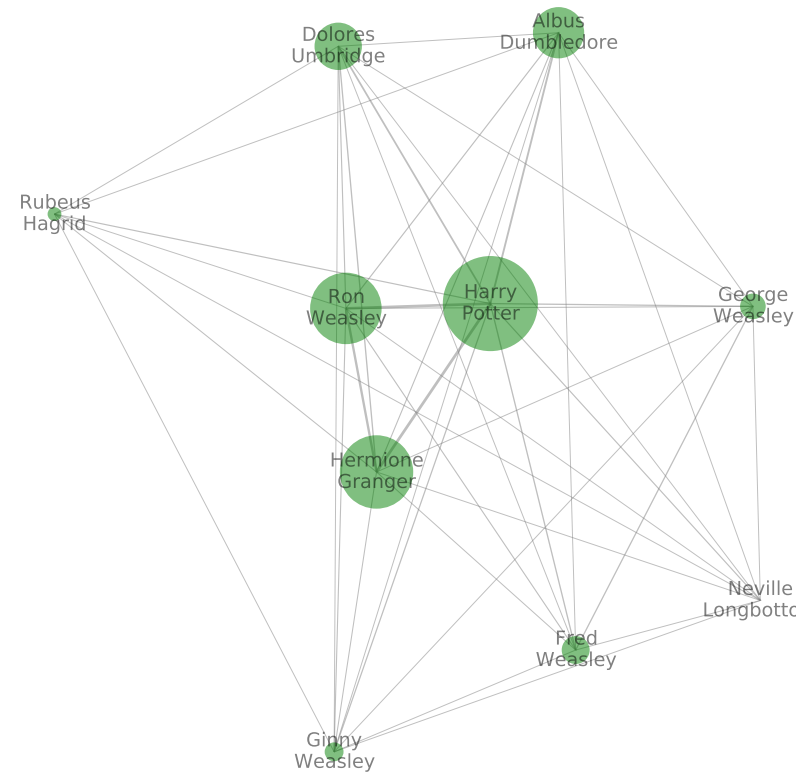 Dolores
Umbridge
Albus
Dumbledore
Rubeus
Hagrid
Ron
Weasley
Harry
Potter
George
Weasley
Hermione
Granger
Neville
Longbotto
Fred
Weasley
Ginny
Weasley